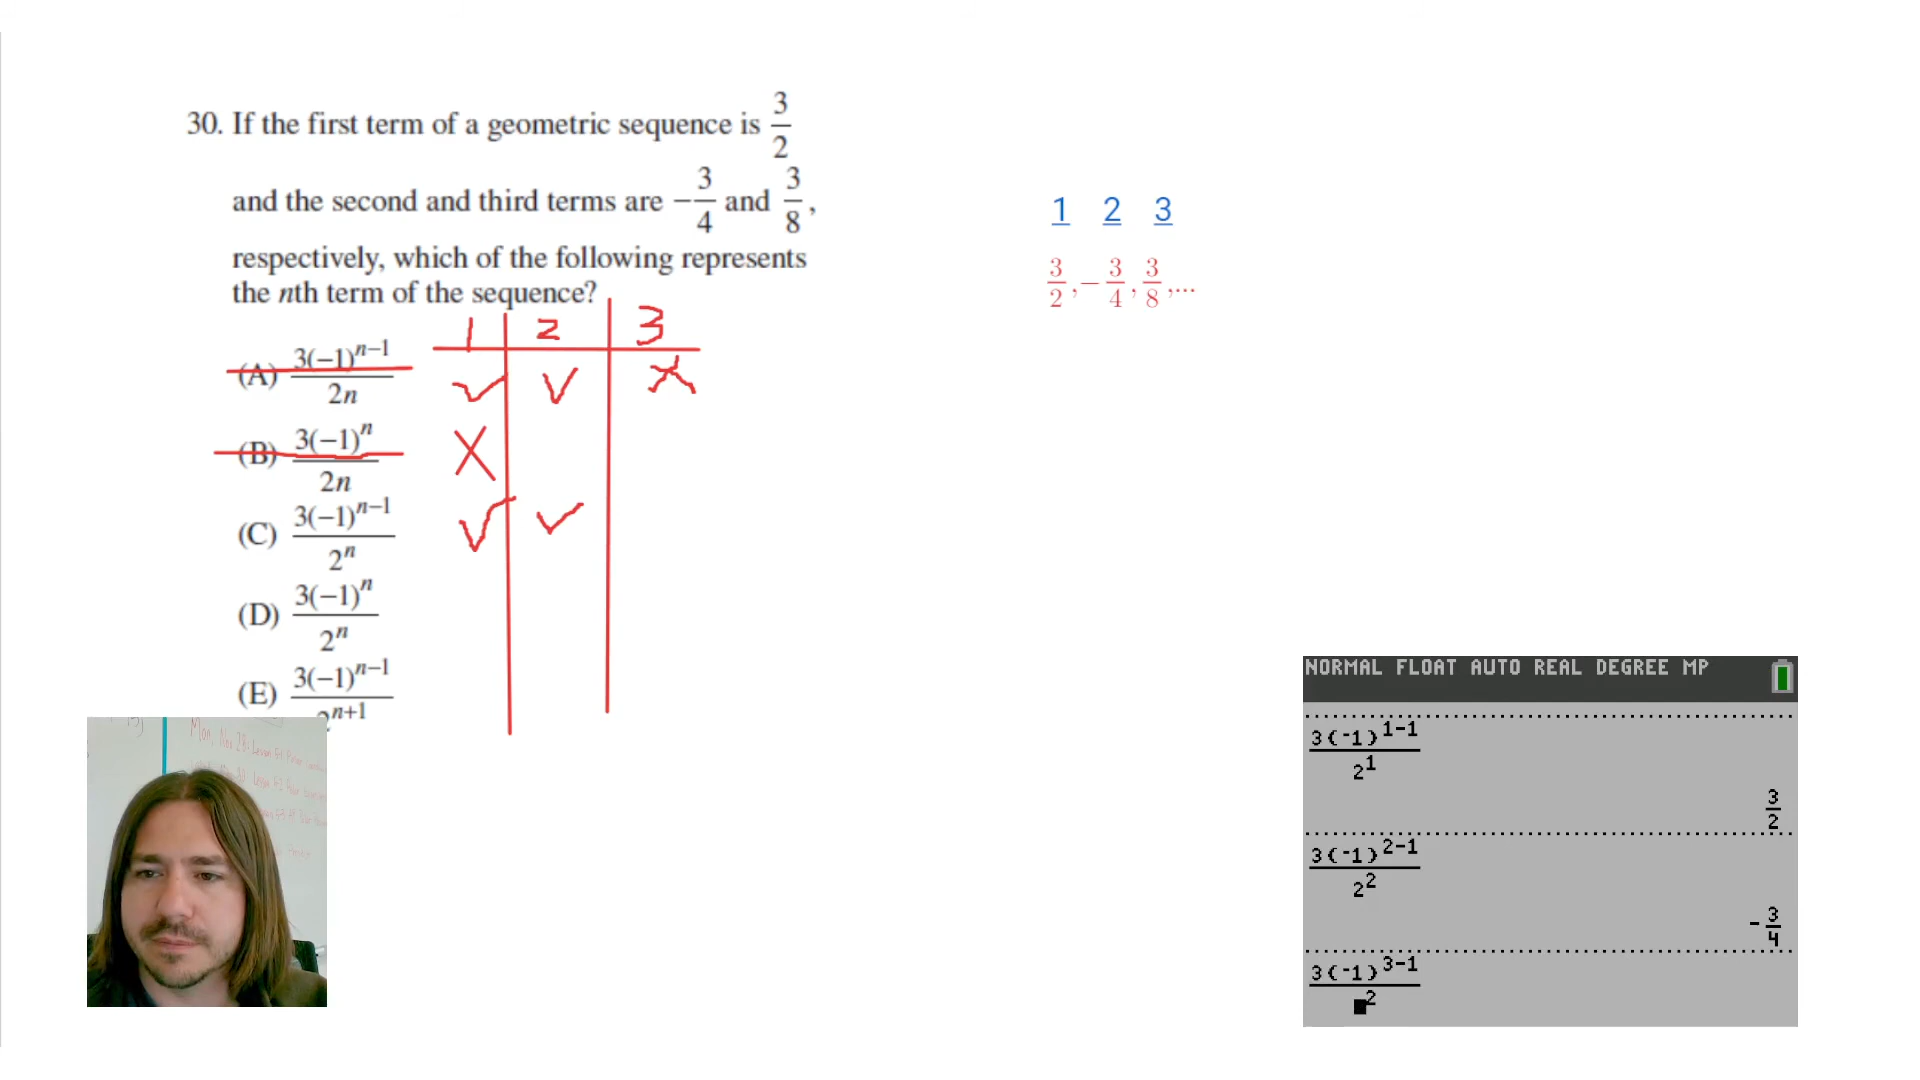 30. If the first term of a geometric sequence is 3/2
and the second and third terms are -3/4 and 3/8,
respectively, which of the following represents
the nth term of the sequence?
1 2 3
3/2, -3/4, 3/8, ...
1 2 3
(A) 3(−1)^{n−1}/2n ✓ ✓ X
(B) 3(−1)^n/2n X
(C) 3(−1)^{n−1}/2^n ✓ ✓
(D) 3(−1)^n/2^n
(E) 3(−1)^{n−1}/2^{n+1}
NORMAL FLOAT AUTO REAL DEGREE MP
3(-1)^{1-1}/2^1
3/2
3(-1)^{2-1}/2^2
-3/4
3(-1)^{3-1}/■^2
Mon, Nov 28: